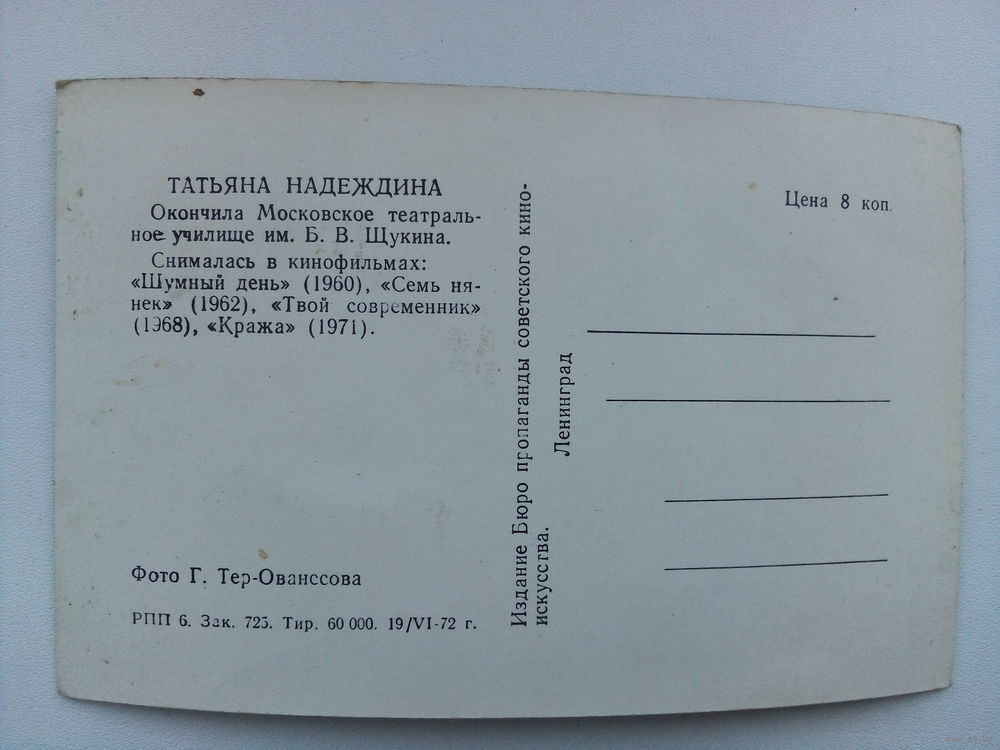 ТАТЬЯНА НАДЕЖДИНА
Окончила Московское театраль-
ное училище им. Б. В. Щукина.
Снималась в кинофильмах:
«Шумный день» (1960), «Семь ня-
нек» (1962), «Твой современник»
(1968), «Кража» (1971).
Фото Г. Тер-Ованссова
РПП 6. Зак. 725. Тир. 60 000. 19/VI-72 г.
Издание Бюро пропаганды советского кино-
искусства.
Ленинград
Цена 8 коп.